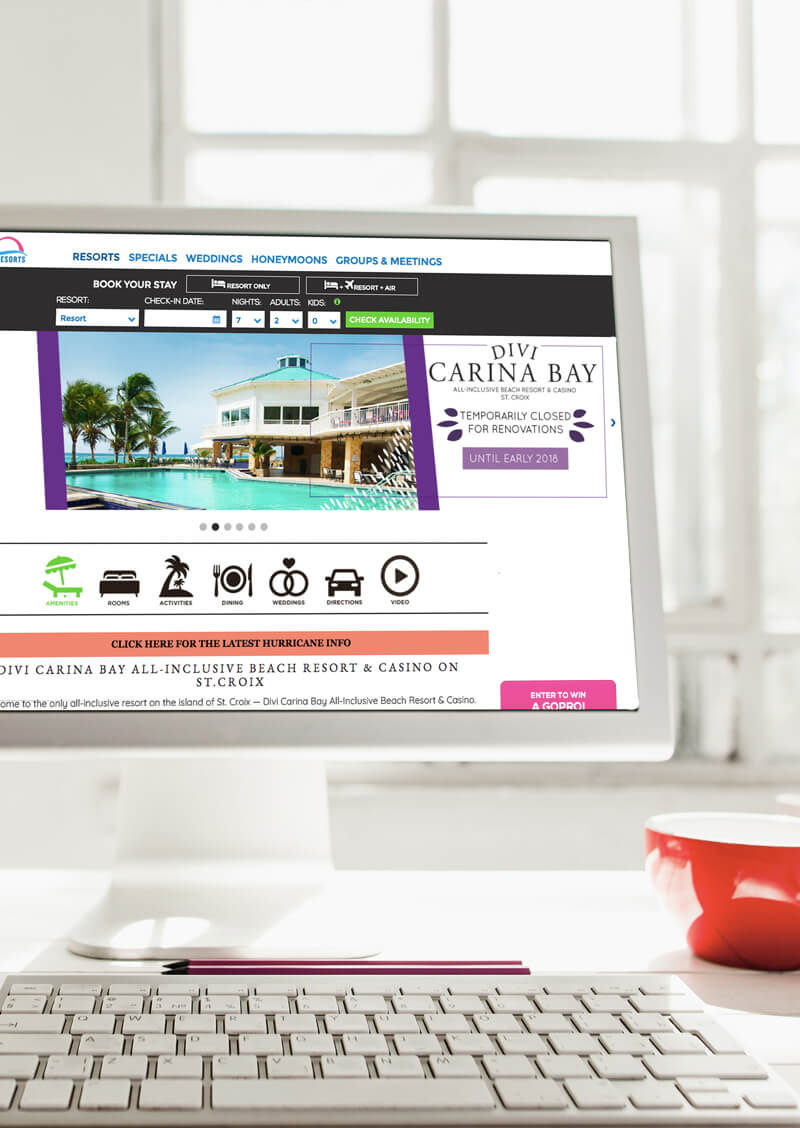 RESORTS
RESORTS SPECIALS WEDDINGS HONEYMOONS GROUPS & MEETINGS
BOOK YOUR STAY RESORT ONLY + RESORT + AIR
RESORT: CHECK-IN DATE: NIGHTS: ADULTS: KIDS:
Resort 7 2 0 CHECK AVAILABILITY
DIVI
CARINA BAY
ALL-INCLUSIVE BEACH RESORT & CASINO
ST. CROIX
TEMPORARILY CLOSED
FOR RENOVATIONS
UNTIL EARLY 2018
AMENITIES ROOMS ACTIVITIES DINING WEDDINGS DIRECTIONS VIDEO
CLICK HERE FOR THE LATEST HURRICANE INFO
DIVI CARINA BAY ALL-INCLUSIVE BEACH RESORT & CASINO ON
ST.CROIX
ome to the only all-inclusive resort on the island of St. Croix — Divi Carina Bay All-Inclusive Beach Resort & Casino.
ENTER TO WIN
A GOPRO!
Q W E R T Y U I O P
A S D F G H J K L
Z X C